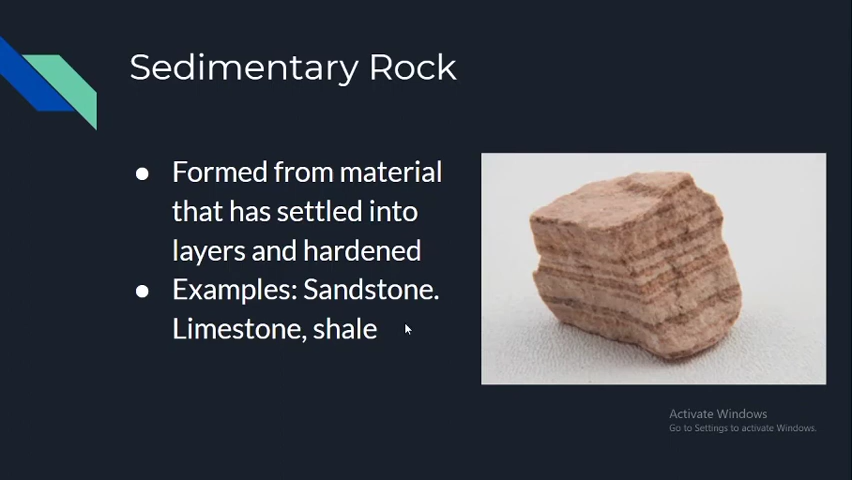 Sedimentary Rock
● Formed from material
that has settled into
layers and hardened
● Examples: Sandstone.
Limestone, shale
Activate Windows
Go to Settings to activate Windows.